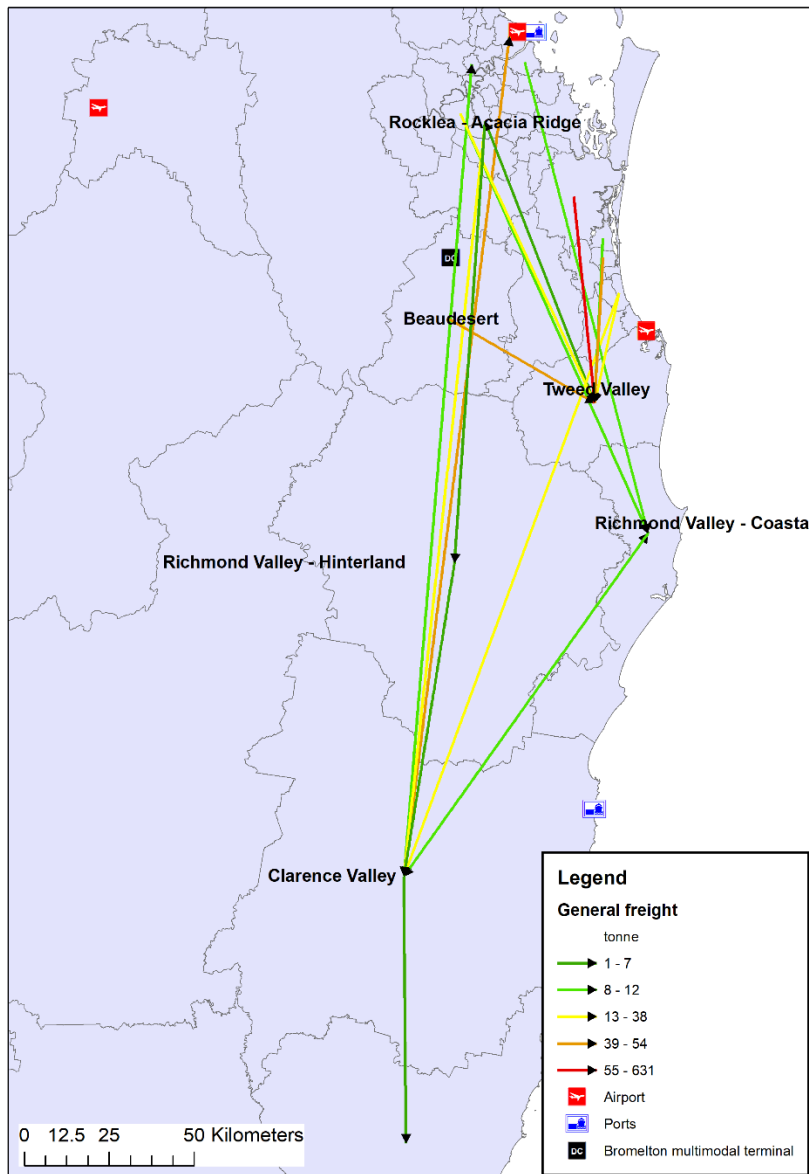 Rocklea - Acacia Ridge
DC
Beaudesert
Tweed Valley
Richmond Valley - Coasta
Richmond Valley - Hinterland
Clarence Valley
Legend
General freight
tonne
1 - 7
8 - 12
13 - 38
39 - 54
55 - 631
Airport
Ports
DC Bromelton multimodal terminal
0 12.5 25 50 Kilometers